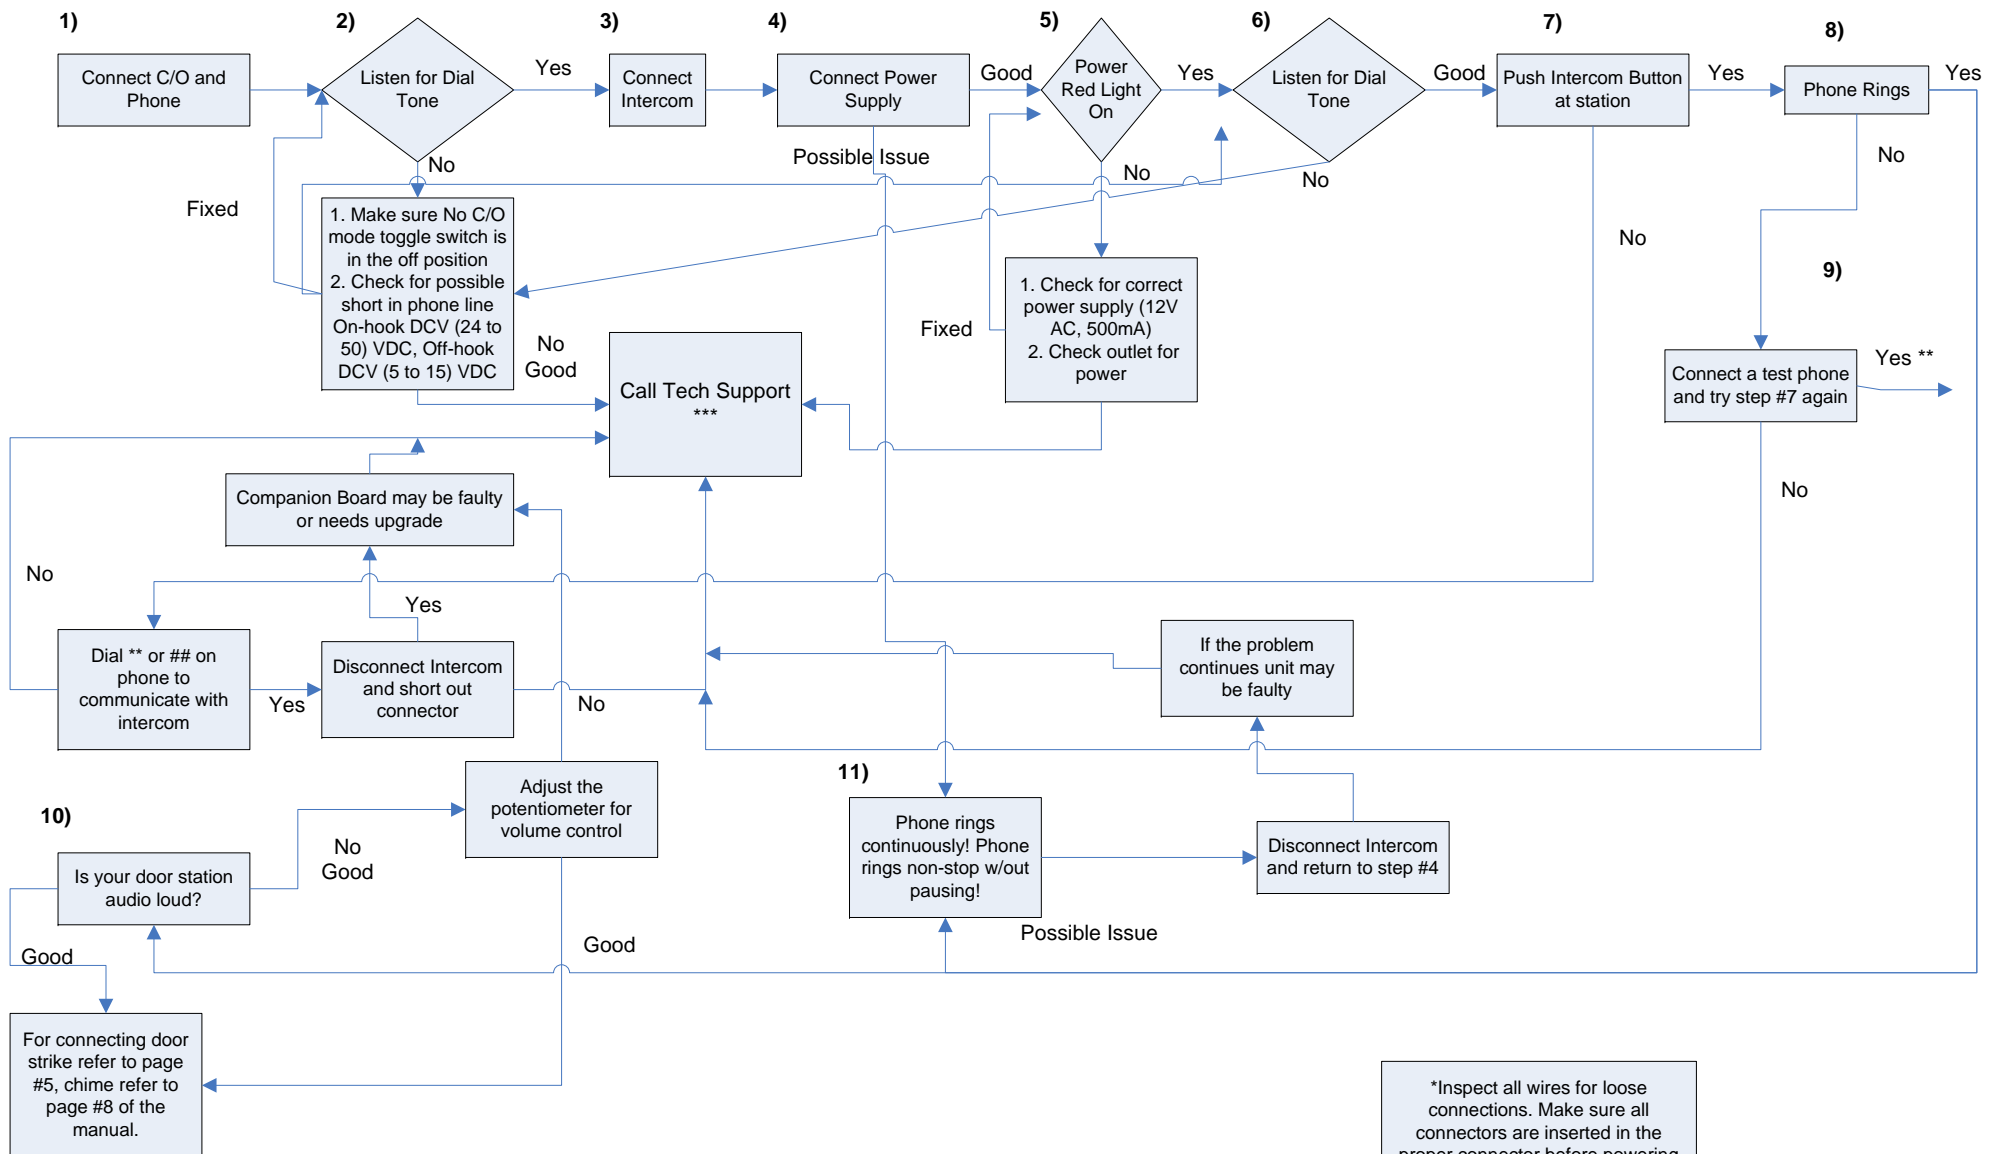 1)
2)
3)
4)
5)
6)
7)
8)
Connect C/O and
Phone
Listen for Dial
Tone
Yes
Connect
Intercom
Connect Power
Supply
Good
Power
Red Light
On
Yes
Listen for Dial
Tone
Good
Push Intercom Button
at station
Yes
Phone Rings
Yes
No
Possible Issue
No
No
No
Fixed
No
1. Make sure No C/O
mode toggle switch is
in the off position
2. Check for possible
short in phone line
On-hook DCV (24 to
50) VDC, Off-hook
DCV (5 to 15) VDC
No
Good
Call Tech Support
***
Fixed
1. Check for correct
power supply (12V
AC, 500mA)
2. Check outlet for
power
9)
Connect a test phone
and try step #7 again
Yes **
No
Companion Board may be faulty
or needs upgrade
No
Yes
Dial ** or ## on
phone to
communicate with
intercom
Yes
Disconnect Intercom
and short out
connector
No
If the problem
continues unit may
be faulty
10)
Is your door station
audio loud?
No
Good
Adjust the
potentiometer for
volume control
11)
Phone rings
continuously! Phone
rings non-stop w/out
pausing!
Disconnect Intercom
and return to step #4
Possible Issue
Good
Good
For connecting door
strike refer to page
#5, chime refer to
page #8 of the
manual.
*Inspect all wires for loose
connections. Make sure all
connectors are inserted in the
proper connector before powering